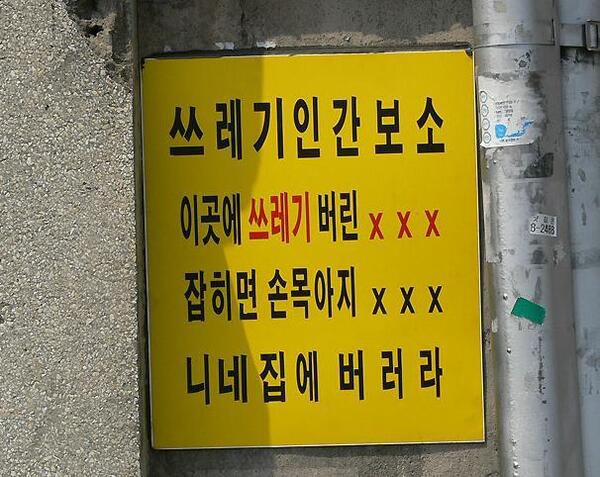 쓰레기인간보소
이곳에 쓰레기 버린 x x x
잡히면 손목아지 x x x
니네집에 버러라